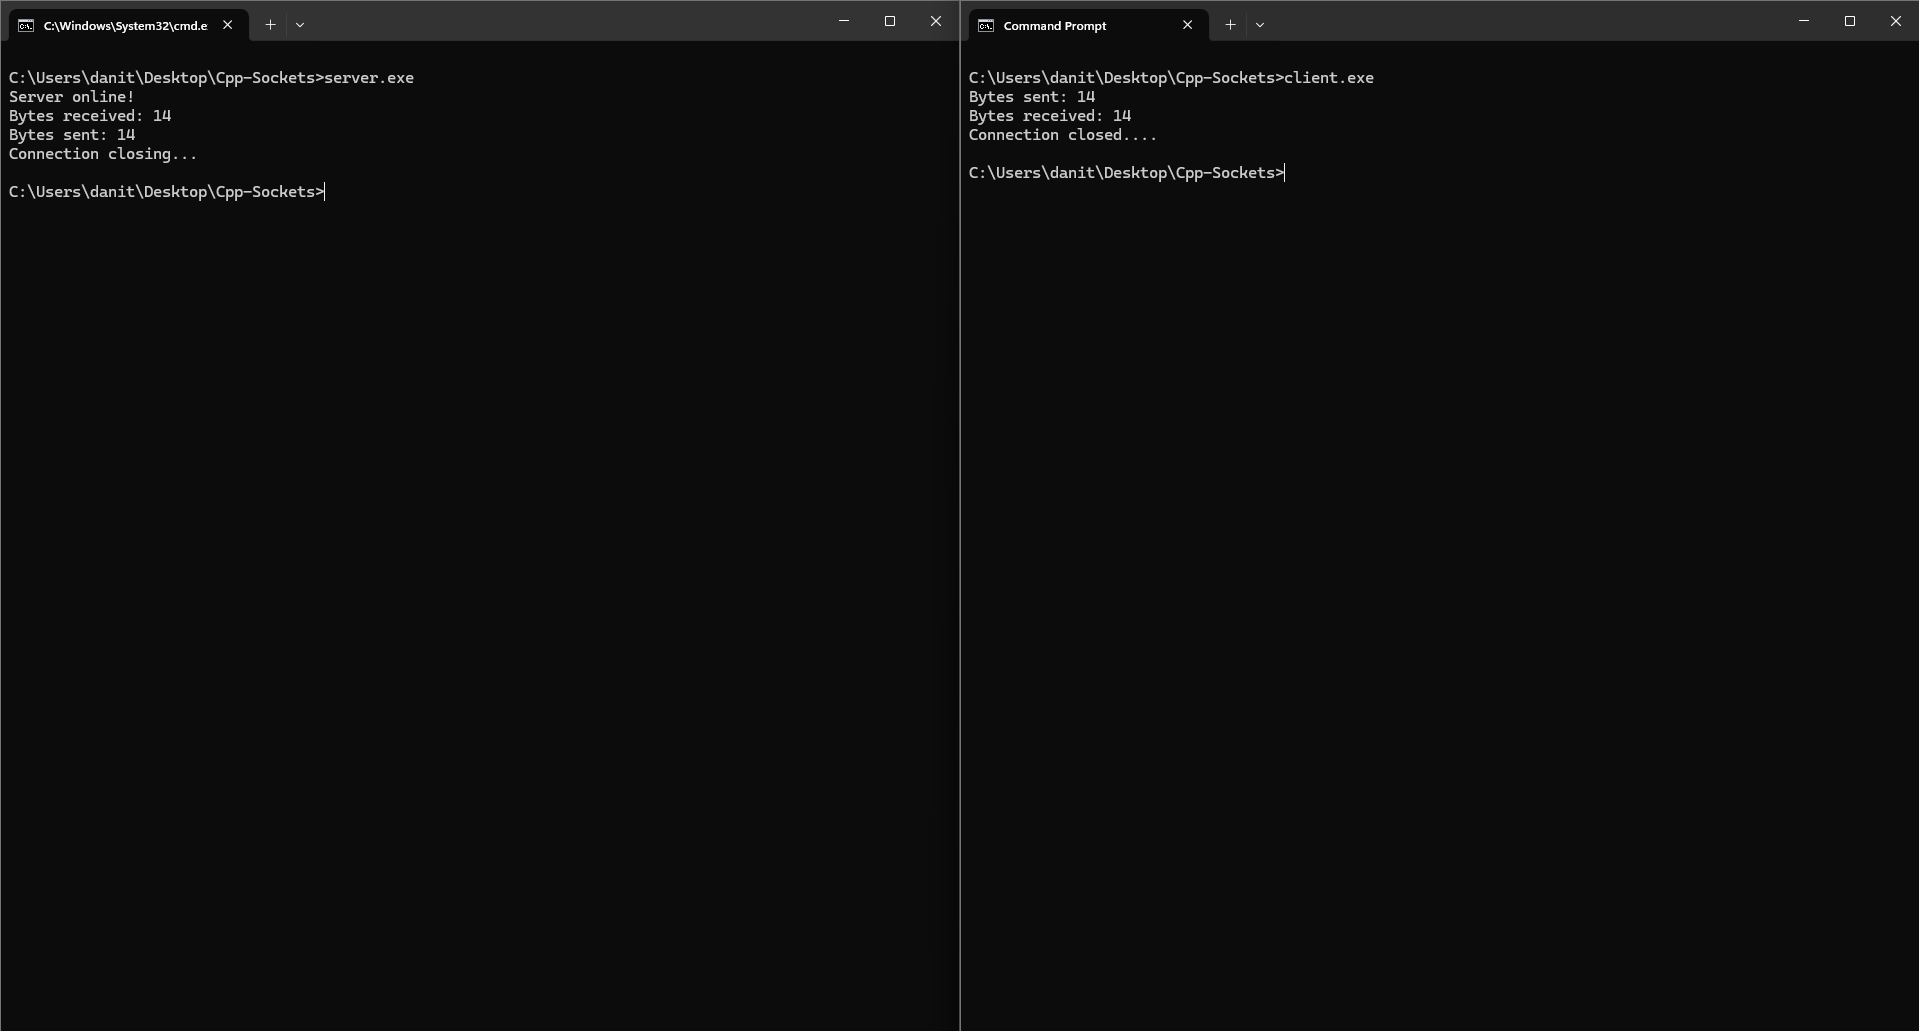 C:\Windows\System32\cmd.e
C:\Users\danit\Desktop\Cpp-Sockets>server.exe
Server online!
Bytes received: 14
Bytes sent: 14
Connection closing...
C:\Users\danit\Desktop\Cpp-Sockets>
Command Prompt
C:\Users\danit\Desktop\Cpp-Sockets>client.exe
Bytes sent: 14
Bytes received: 14
Connection closed....
C:\Users\danit\Desktop\Cpp-Sockets>